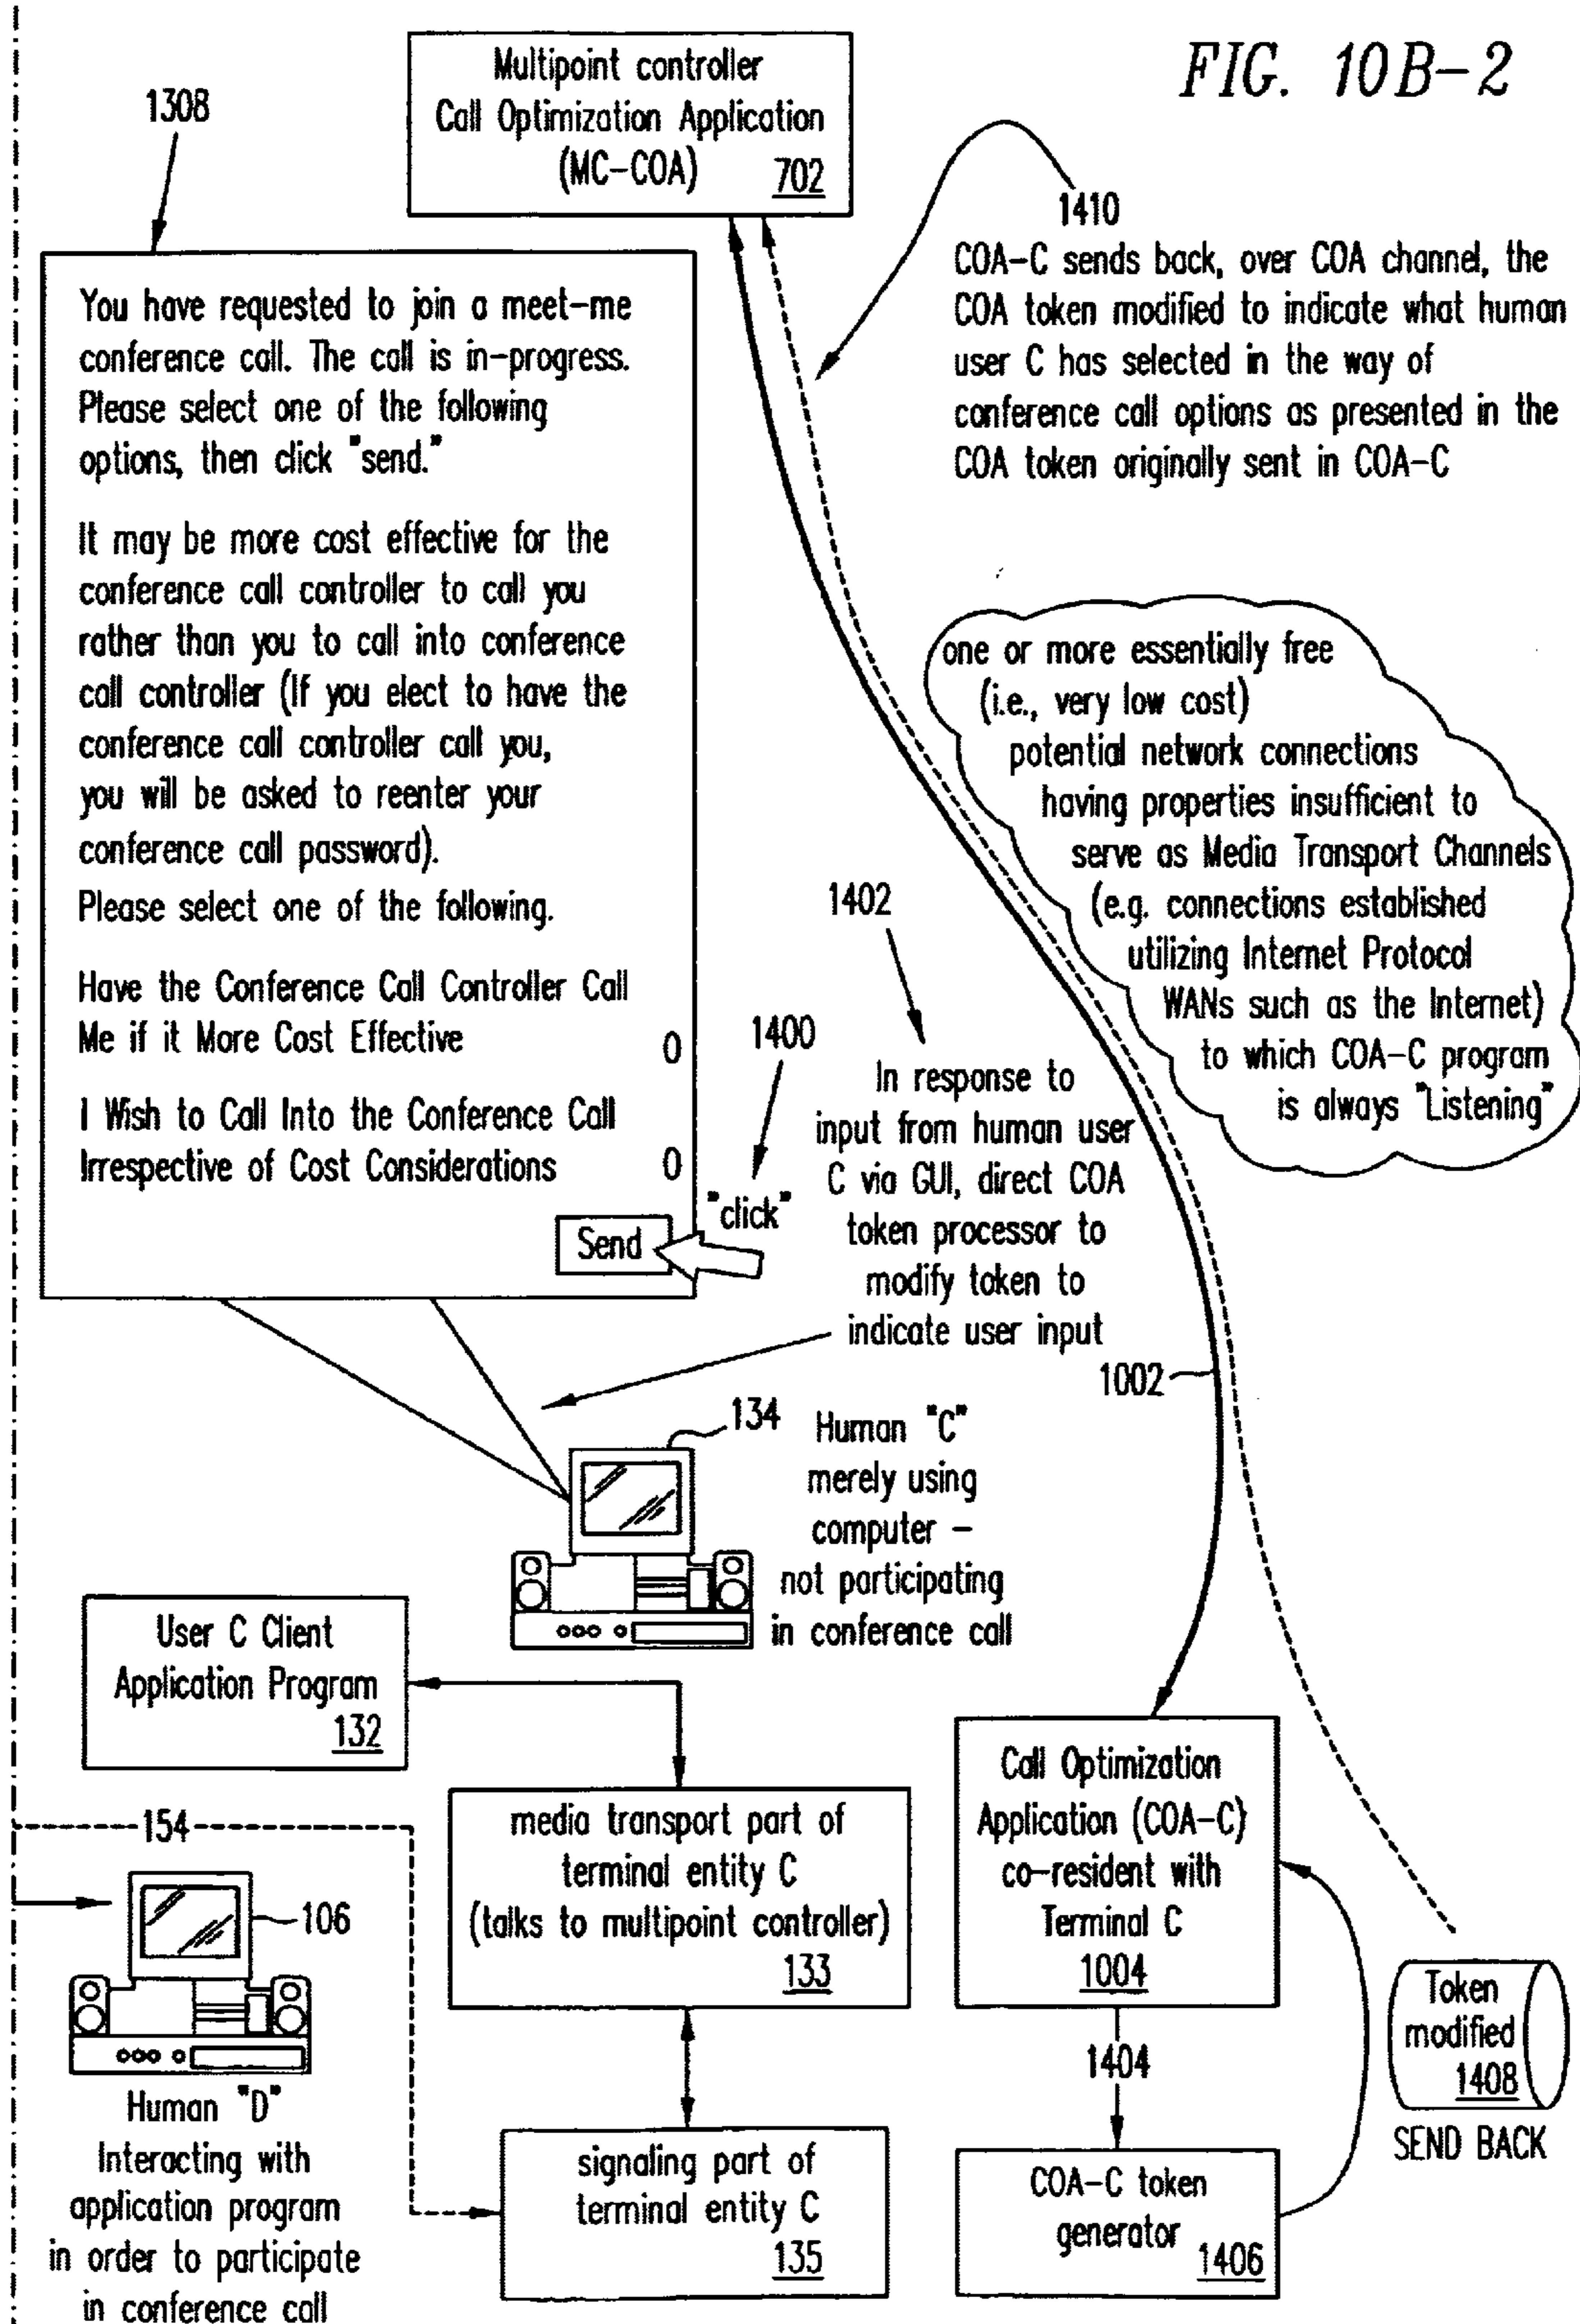 FIG. 10B-2
Multipoint controller
Call Optimization Application
(MC-COA)
702
1308
You have requested to join a meet-me
conference call. The call is in-progress.
Please select one of the following
options, then click "send."
It may be more cost effective for the
conference call controller to call you
rather than you to call into conference
call controller (If you elect to have the
conference call controller call you,
you will be asked to reenter your
conference call password).
Please select one of the following.
Have the Conference Call Controller Call
Me if it More Cost Effective 0
I Wish to Call Into the Conference Call
Irrespective of Cost Considerations 0
Send
"click"
1400
1410
COA-C sends back, over COA channel, the
COA token modified to indicate what human
user C has selected in the way of
conference call options as presented in the
COA token originally sent in COA-C
one or more essentially free
(i.e., very low cost)
potential network connections
having properties insufficient to
serve as Media Transport Channels
(e.g. connections established
utilizing Internet Protocol
WANs such as the Internet)
to which COA-C program
is always "Listening"
1402
In response to
input from human user
C via GUI, direct COA
token processor to
modify token to
indicate user input
1002
134
Human "C"
merely using
computer -
not participating
in conference call
User C Client
Application Program
132
154
106
Human "D"
Interacting with
application program
in order to participate
in conference call
media transport part of
terminal entity C
(talks to multipoint controller)
133
signaling part of
terminal entity C
135
Call Optimization
Application (COA-C)
co-resident with
Terminal C
1004
1404
COA-C token
generator
1406
Token
modified
1408
SEND BACK